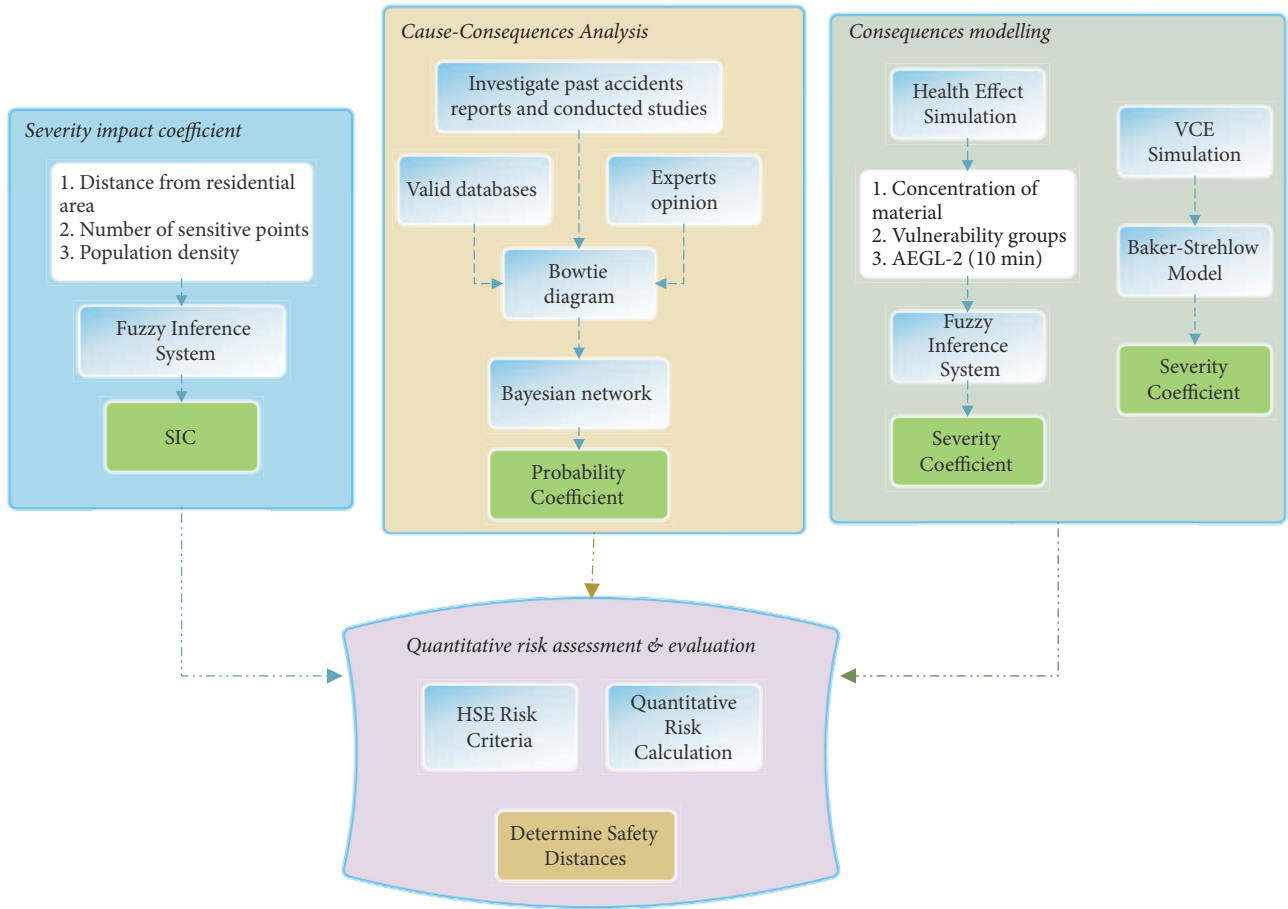 Severity impact coefficient
1. Distance from residential
area
2. Number of sensitive points
3. Population density
Fuzzy Inference
System
SIC
Cause-Consequences Analysis
Investigate past accidents
reports and conducted studies
Valid databases
Experts
opinion
Bowtie
diagram
Bayesian network
Probability
Coefficient
Consequences modelling
Health Effect
Simulation
1. Concentration of
material
2. Vulnerability groups
3. AEGL-2 (10 min)
Fuzzy
Inference
System
Severity
Coefficient
VCE
Simulation
Baker-Strehlow
Model
Severity
Coefficient
Quantitative risk assessment & evaluation
HSE Risk
Criteria
Quantitative
Risk
Calculation
Determine Safety
Distances